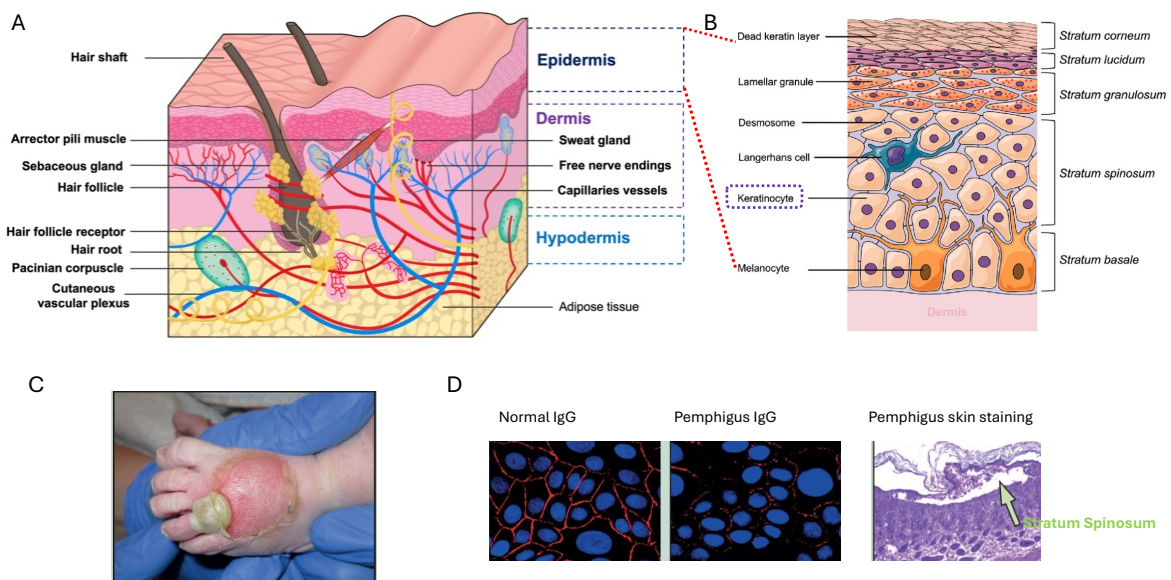 A
Hair shaft
Arrector pili muscle
Sebaceous gland
Hair follicle
Hair follicle receptor
Hair root
Pacinian corpuscle
Cutaneous
vascular plexus
Epidermis
Dermis
Sweat gland
Free nerve endings
Capillaries vessels
Hypodermis
Adipose tissue
B
Dead keratin layer
Lamellar granule
Desmosome
Langerhans cell
Keratinocyte
Melanocyte
Stratum corneum
Stratum lucidum
Stratum granulosum
Stratum spinosum
Stratum basale
Dermis
C
D
Normal IgG
Pemphigus IgG
Pemphigus skin staining
Stratum Spinosum